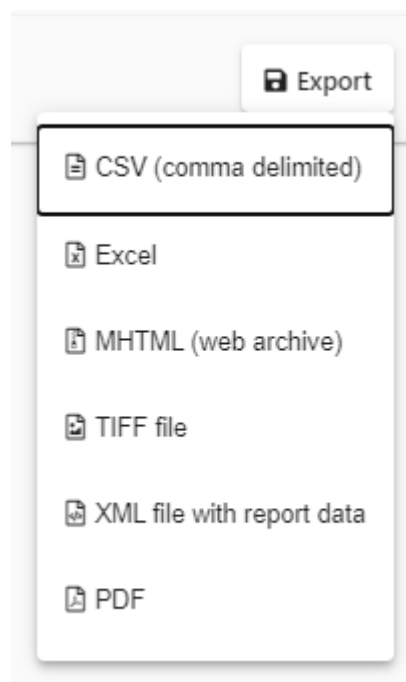 Export
CSV (comma delimited)
Excel
MHTML (web archive)
TIFF file
XML file with report data
PDF